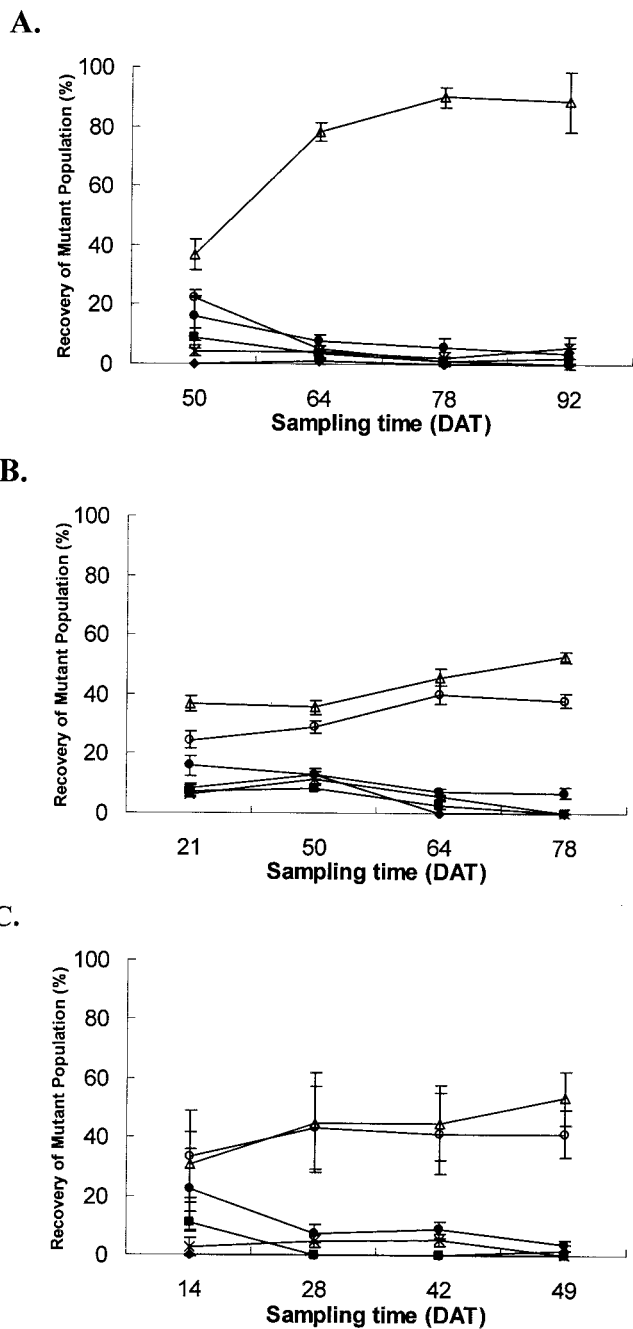 A.
Recovery of Mutant Population (%)
100
80
60
40
20
0
50 64 78 92
Sampling time (DAT)
B.
Recovery of Mutant Population (%)
100
80
60
40
20
0
21 50 64 78
Sampling time (DAT)
C.
Recovery of Mutant Population (%)
100
80
60
40
20
0
14 28 42 49
Sampling time (DAT)